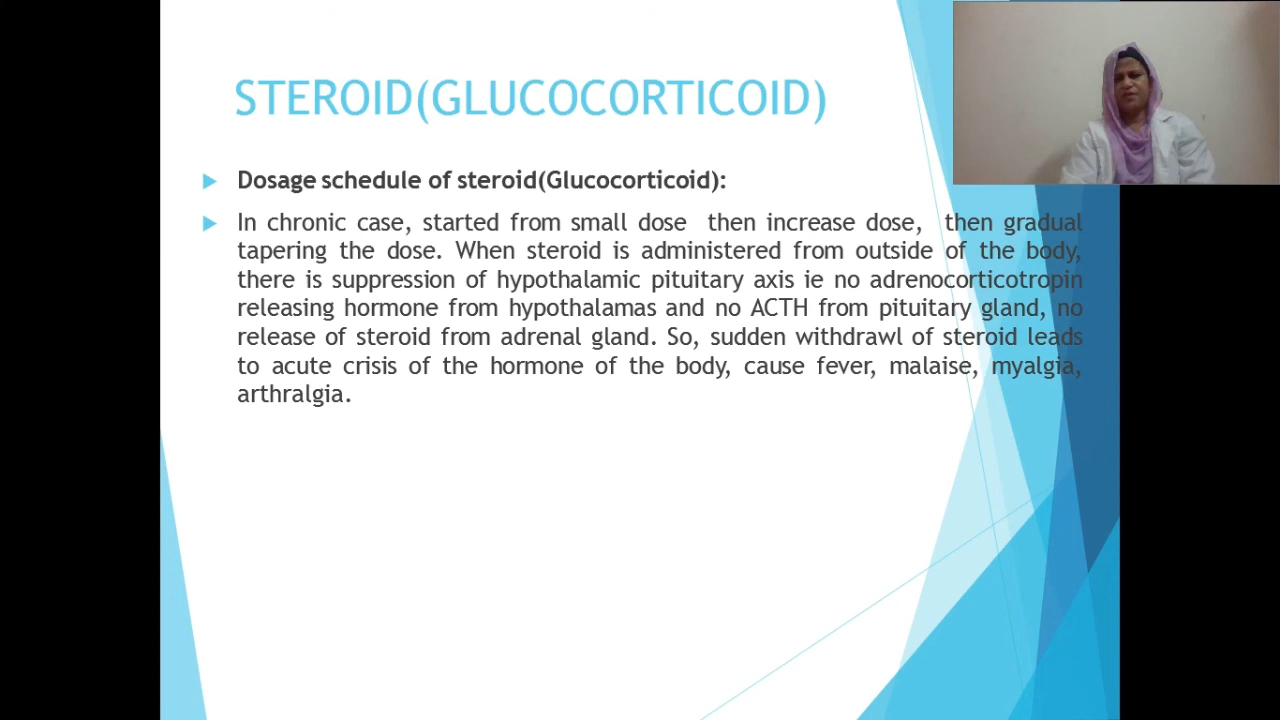 STEROID(GLUCOCORTICOID)
Dosage schedule of steroid(Glucocorticoid):
In chronic case, started from small dose then increase dose, then gradual
tapering the dose. When steroid is administered from outside of the body,
there is suppression of hypothalamic pituitary axis ie no adrenocorticotropin
releasing hormone from hypothalamas and no ACTH from pituitary gland, no
release of steroid from adrenal gland. So, sudden withdrawl of steroid leads
to acute crisis of the hormone of the body, cause fever, malaise, myalgia,
arthralgia.